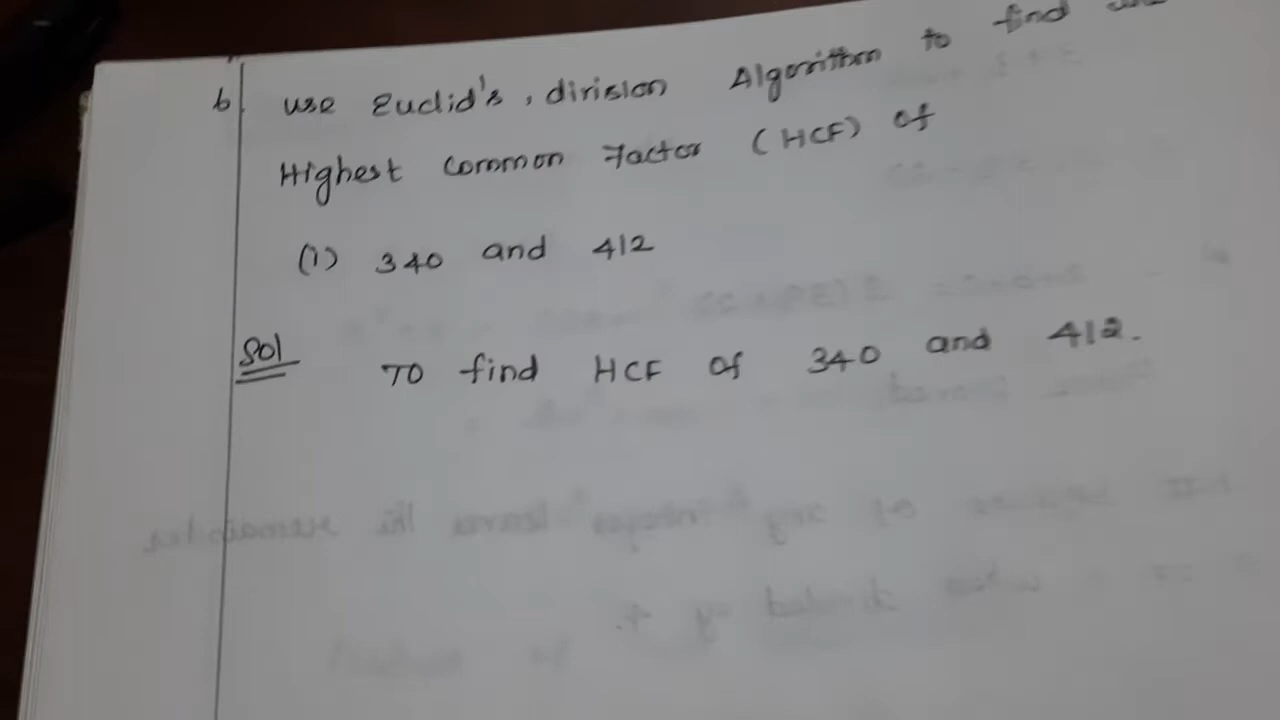 6 Use Euclid's, division Algorithm to find
Highest Common Factor (HCF) of
(i) 340 and 412
Sol To find HCF of 340 and 412.